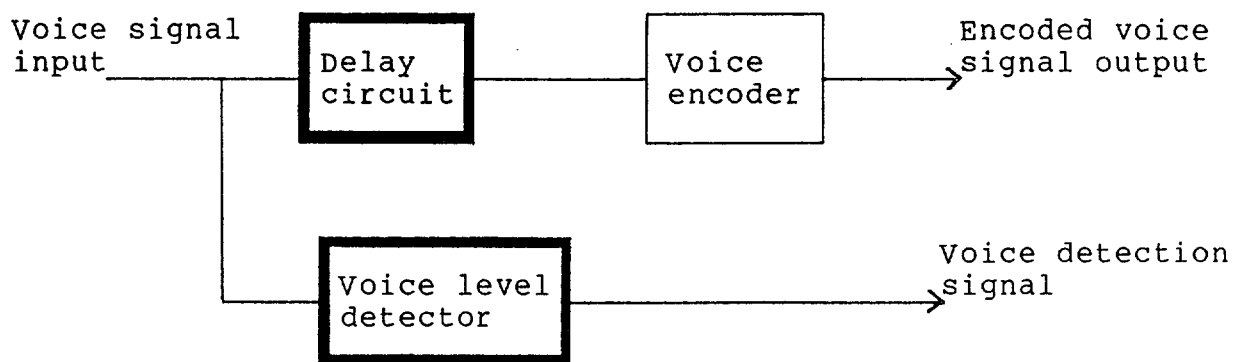 Voice signal
input
Delay
circuit
Voice
encoder
Encoded voice
signal output
Voice level
detector
Voice detection
signal